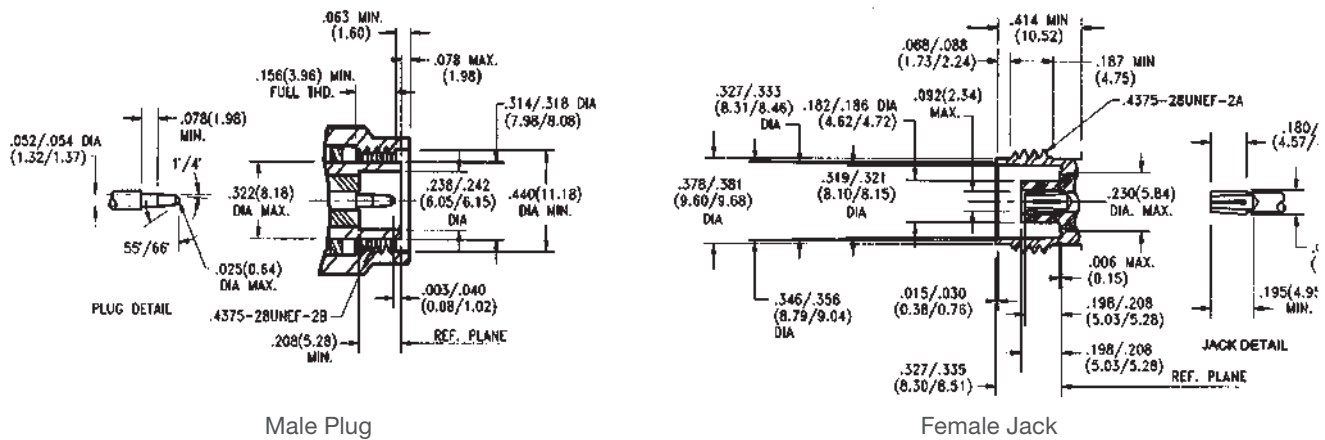 .063 MIN.
(1.60)
.078 MAX.
(1.98)
.156(3.96) MIN.
FULL THD.
.314/.318 DIA
(7.98/8.08)
.078(1.98)
MIN.
.052/.054 DIA
(1.32/1.37)
1°/4°
.322(8.18)
DIA MAX.
.238/.242
(6.05/6.15)
DIA
.440(11.18)
DIA MIN.
55°/66°
.025(0.64)
DIA MAX.
PLUG DETAIL
.003/.040
(0.08/1.02)
.4375-28UNEF-2B
.208(5.28)
MIN.
REF. PLANE
Male Plug
.414 MIN
(10.52)
.068/.088
(1.73/2.24)
.187 MIN
(4.75)
.327/.333
(8.31/8.46)
DIA
.182/.186 DIA
(4.62/4.72)
.092(2.34)
MAX.
.4375-28UNEF-2A
.180/
(4.57/
.378/.381
(9.60/9.68)
DIA
.319/.321
(8.10/8.15)
DIA
.230(5.84)
DIA. MAX.
.006 MAX.
(0.15)
.346/.356
(8.79/9.04)
DIA
.015/.030
(0.38/0.76)
.198/.208
(5.03/5.28)
.195(4.95
MIN.
JACK DETAIL
.198/.208
(5.03/5.28)
REF. PLANE
.327/.335
(8.30/8.51)
Female Jack